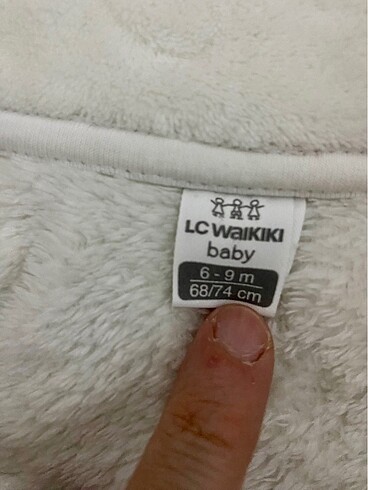 LC WAIKIKI
baby
6 - 9 m
68/74 cm